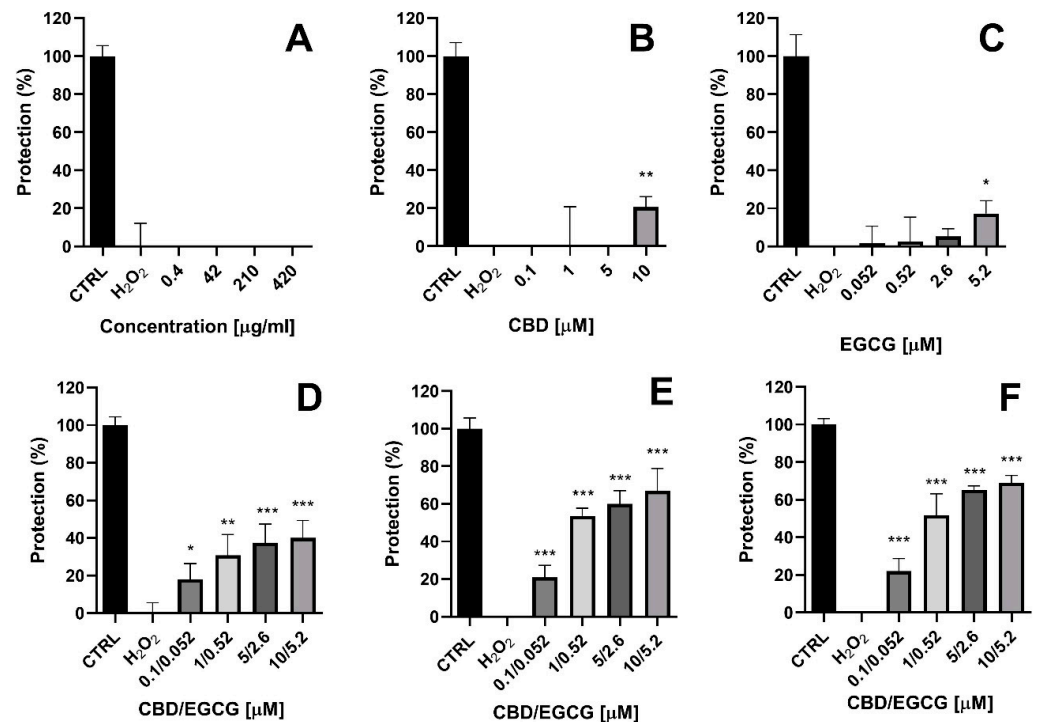 A
Protection (%)
120
100
80
60
40
20
0
CTRL
H₂O₂
0.4
42
210
420
Concentration [μg/ml]
B
Protection (%)
120
100
80
60
40
20
0
**
CTRL
H₂O₂
0.1
1
5
10
CBD [μM]
C
Protection (%)
120
100
80
60
40
20
0
*
CTRL
H₂O₂
0.052
0.52
2.6
5.2
EGCG [μM]
D
Protection (%)
120
100
80
60
40
20
0
*
**
***
***
CTRL
H₂O₂
0.1/0.052
1/0.52
5/2.6
10/5.2
CBD/EGCG [μM]
E
Protection (%)
120
100
80
60
40
20
0
***
***
***
***
CTRL
H₂O₂
0.1/0.052
1/0.52
5/2.6
10/5.2
CBD/EGCG [μM]
F
Protection (%)
120
100
80
60
40
20
0
***
***
***
***
CTRL
H₂O₂
0.1/0.052
1/0.52
5/2.6
10/5.2
CBD/EGCG [μM]